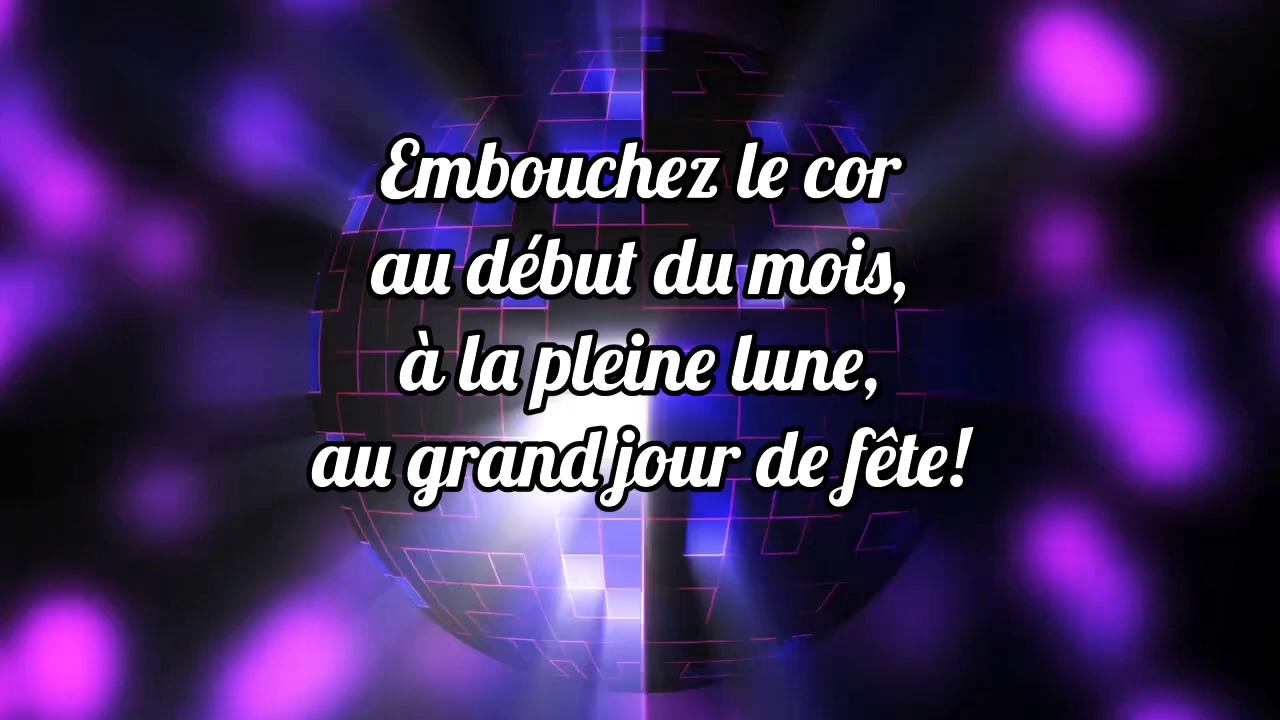 Embouchez le cor
au début du mois,
à la pleine lune,
au grand jour de fête!